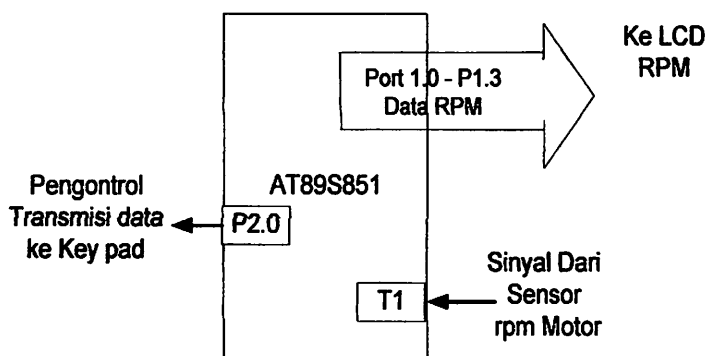 Ke LCD
RPM
Port 1.0 - P1.3
Data RPM
AT89S851
Pengontrol
Transmisi data
ke Key pad
P2.0
T1
Sinyal Dari
Sensor
rpm Motor